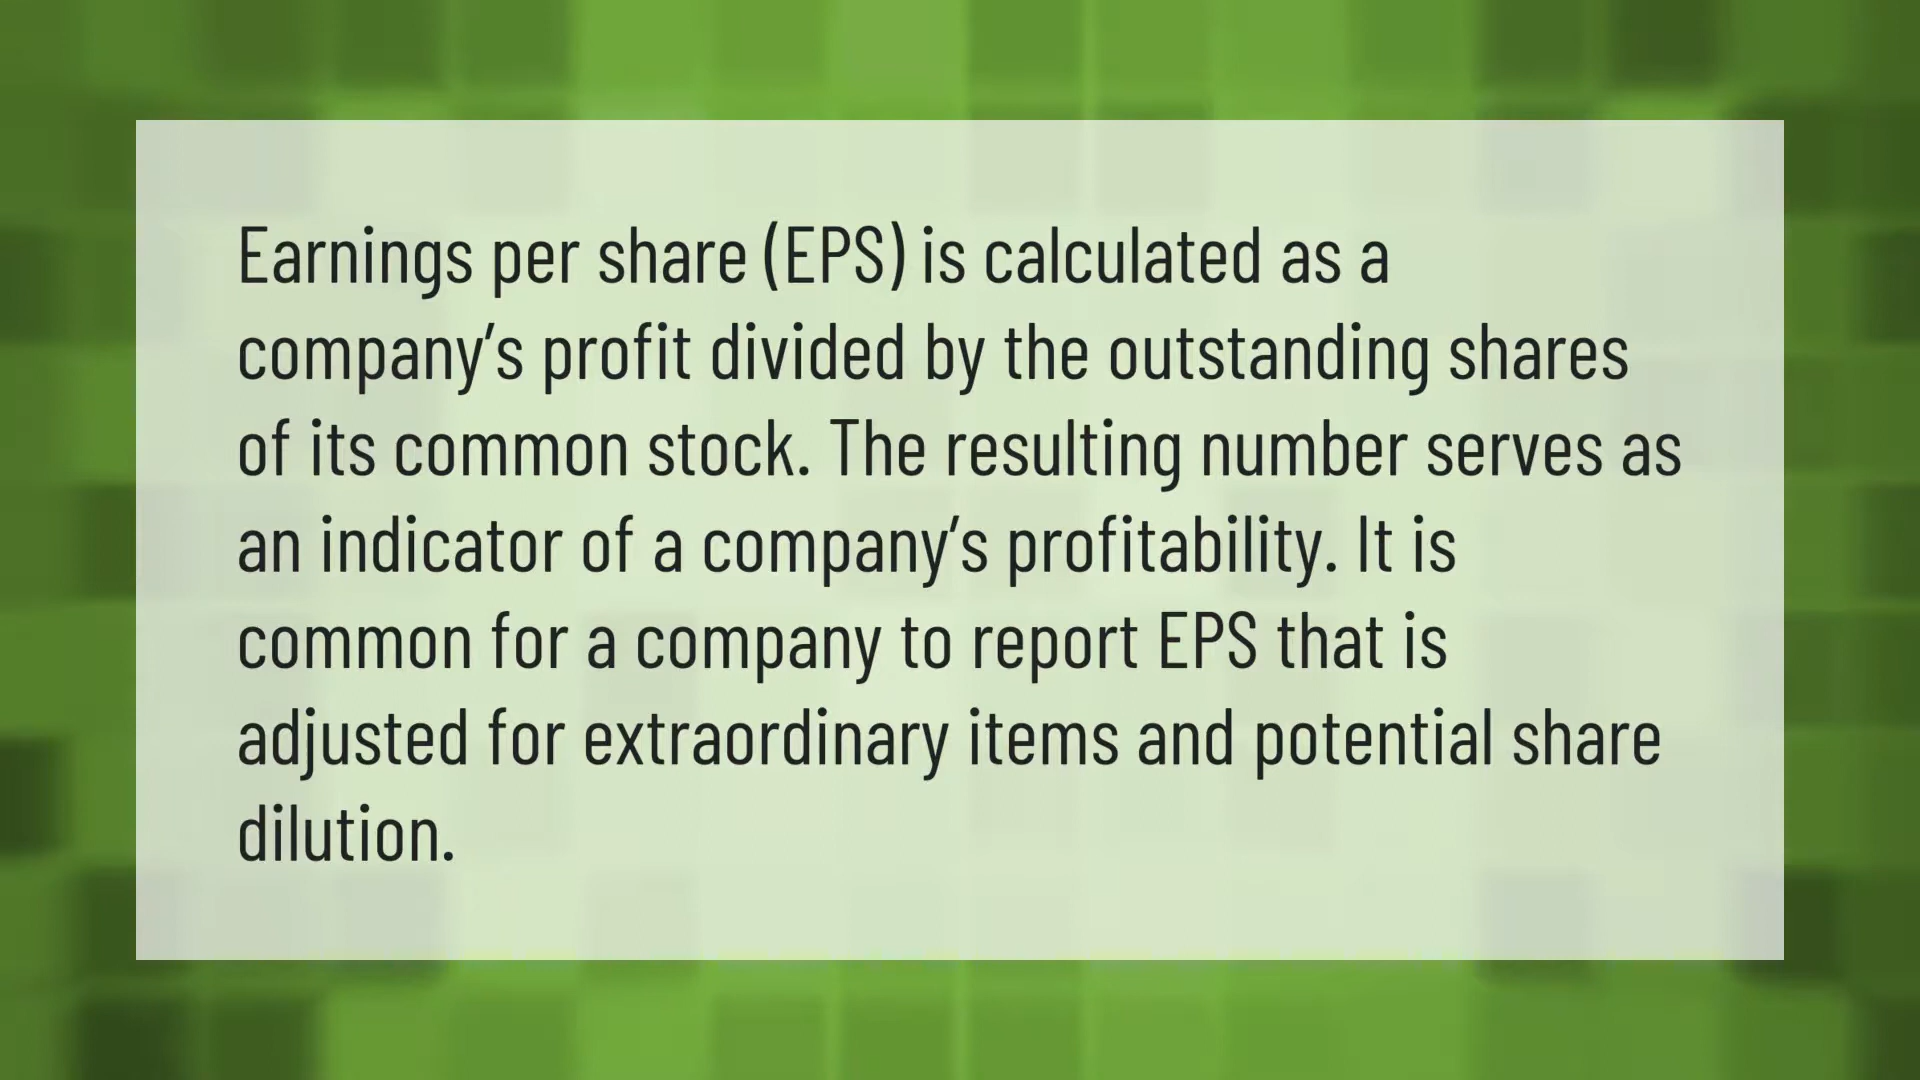 Earnings per share (EPS) is calculated as a
company’s profit divided by the outstanding shares
of its common stock. The resulting number serves as
an indicator of a company’s profitability. It is
common for a company to report EPS that is
adjusted for extraordinary items and potential share
dilution.